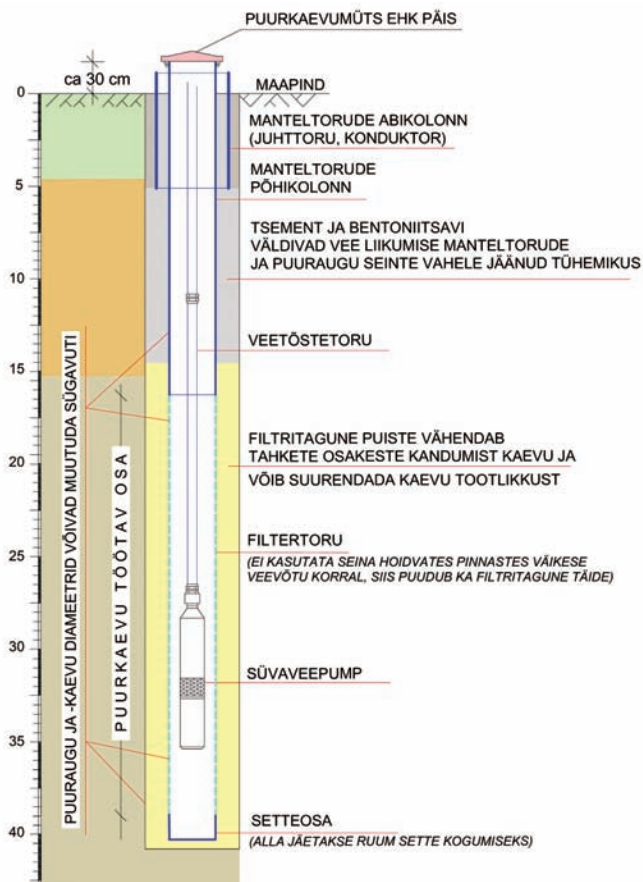 PUURKAEVUMÜTS EHK PÄIS
ca 30 cm
MAAPIND
MANTELTORUDE ABIKOLONN
(JUHTTORU, KONDUKTOR)
MANTELTORUDE
PÕHIKOLONN
TSEMENT JA BENTONIITSAVI
VÄLDIVAD VEE LIIKUMISE MANTELTORUDE
JA PUURAUGU SEINTE VAHELE JÄÄNUD TÜHEMIKUS
VEETÕSTETORU
FILTRITAGUNE PUISTE VÄHENDAB
TAHKETE OSAKESTE KANDUMIST KAEVU JA
VÕIB SUURENDADA KAEVU TOOTLIKKUST
FILTERTORU
(EI KASUTATA SEINA HOIDVATES PINNASTES VÄIKESE
VEEVÕTU KORRAL, SIIS PUUDUB KA FILTRITAGUNE TÄIDE)
SÜVAVEEPUMP
SETTEOSA
(ALLA JÄETAKSE RUUM SETTE KOGUMISEKS)
0
5
10
15
20
25
30
35
40
PUURAUGU JA -KAEVU DIAMEETRID VÕIVAD MUUTUDA SÜGAVUTI
PUURKAEVU TÖÖTAV OSA